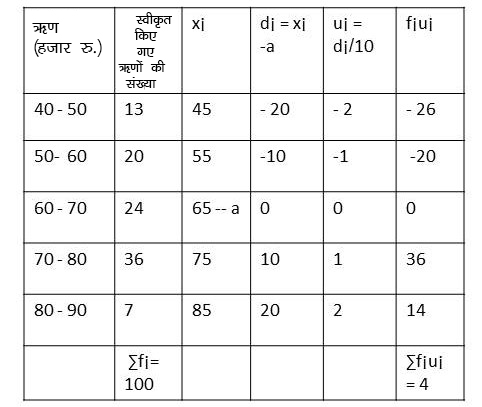 ऋण (हजार रु.) स्वीकृत किए गए ऋणों की संख्या xᵢ dᵢ = xᵢ -a uᵢ = dᵢ/10 fᵢuᵢ
40 - 50 13 45 - 20 - 2 - 26
50- 60 20 55 -10 -1 -20
60 - 70 24 65 -- a 0 0 0
70 - 80 36 75 10 1 36
80 - 90 7 85 20 2 14
∑fᵢ= 100 ∑fᵢuᵢ = 4